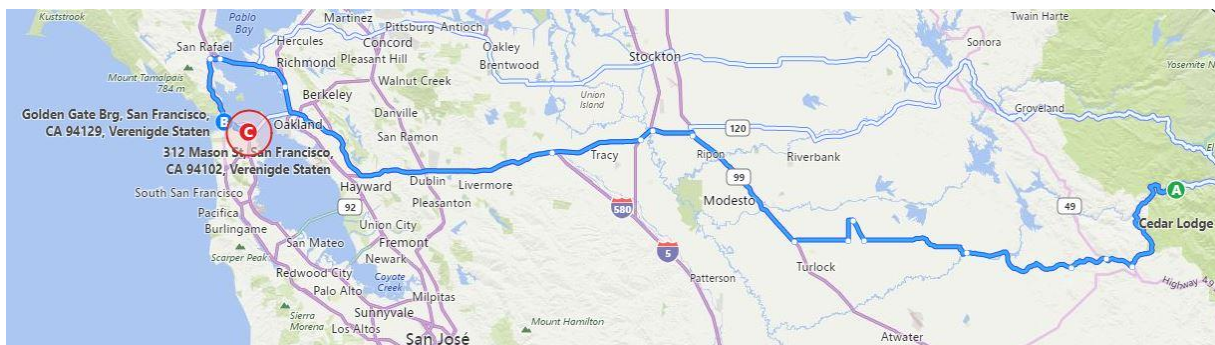 Kuststrook
Pablo
Bay
Martinez
Pittsburg
Antioch
Twain Harte
San Rafael
Hercules
Concord
Oakley
Stockton
Sonora
Richmond
Pleasant Hill
Brentwood
Yosemite N
Mount Tamalpais
784 m
Walnut Creek
Berkeley
Union
Island
Groveland
Golden Gate Brg, San Francisco,
CA 94129, Verenigde Staten
B
C
Oakland
Danville
El
San Ramon
120
312 Mason St, San Francisco,
CA 94102, Verenigde Staten
Tracy
Ripon
Riverbank
Dublin
Livermore
99
Hayward
A
South San Francisco
Pleasanton
Modesto
92
580
49
Pacifica
Union City
Cedar Lodge
Burlingame
San Mateo
Fremont
5
Scarper Peak
Newark
Turlock
Redwood City
Coyote
Creek
Patterson
Highway 49
Palo Alto
Milpitas
Sierra
Morena
Sunnyvale
Mount Hamilton
Los Altos
San José
Atwater